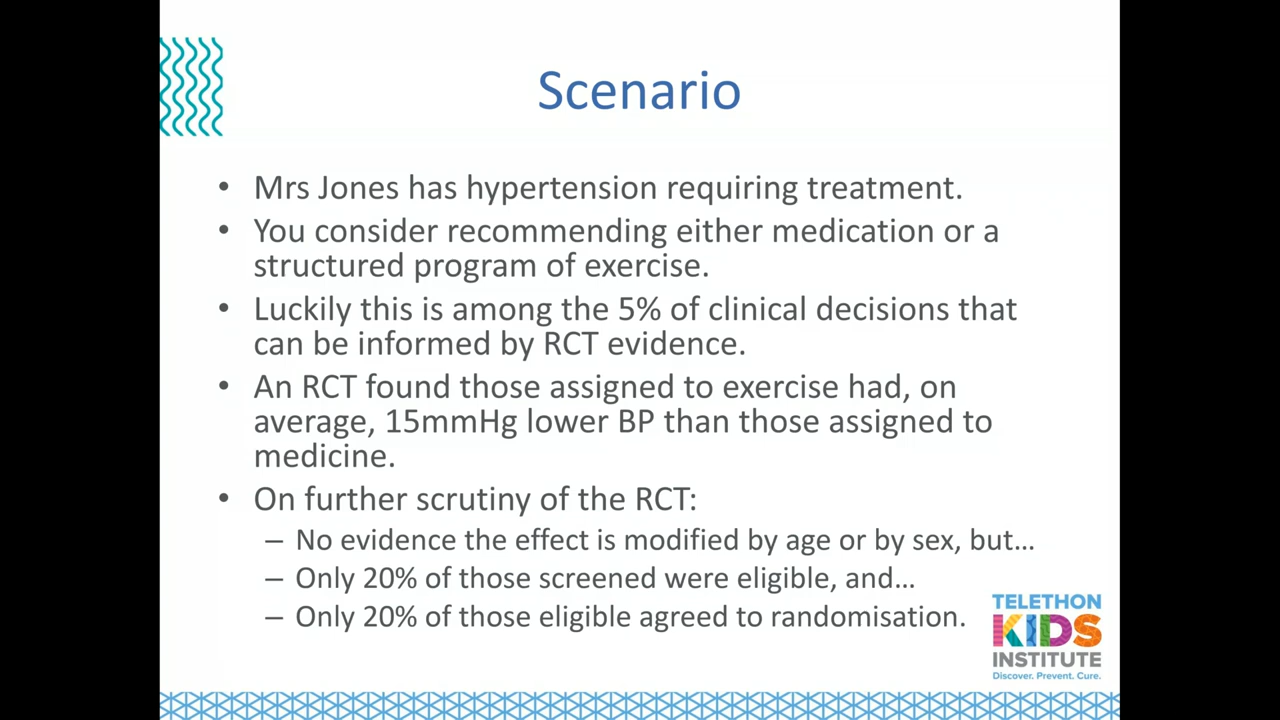 Scenario
• Mrs Jones has hypertension requiring treatment.
• You consider recommending either medication or a
structured program of exercise.
• Luckily this is among the 5% of clinical decisions that
can be informed by RCT evidence.
• An RCT found those assigned to exercise had, on
average, 15mmHg lower BP than those assigned to
medicine.
• On further scrutiny of the RCT:
– No evidence the effect is modified by age or by sex, but...
– Only 20% of those screened were eligible, and...
– Only 20% of those eligible agreed to randomisation.
TELETHON
KIDS
INSTITUTE
Discover. Prevent. Cure.